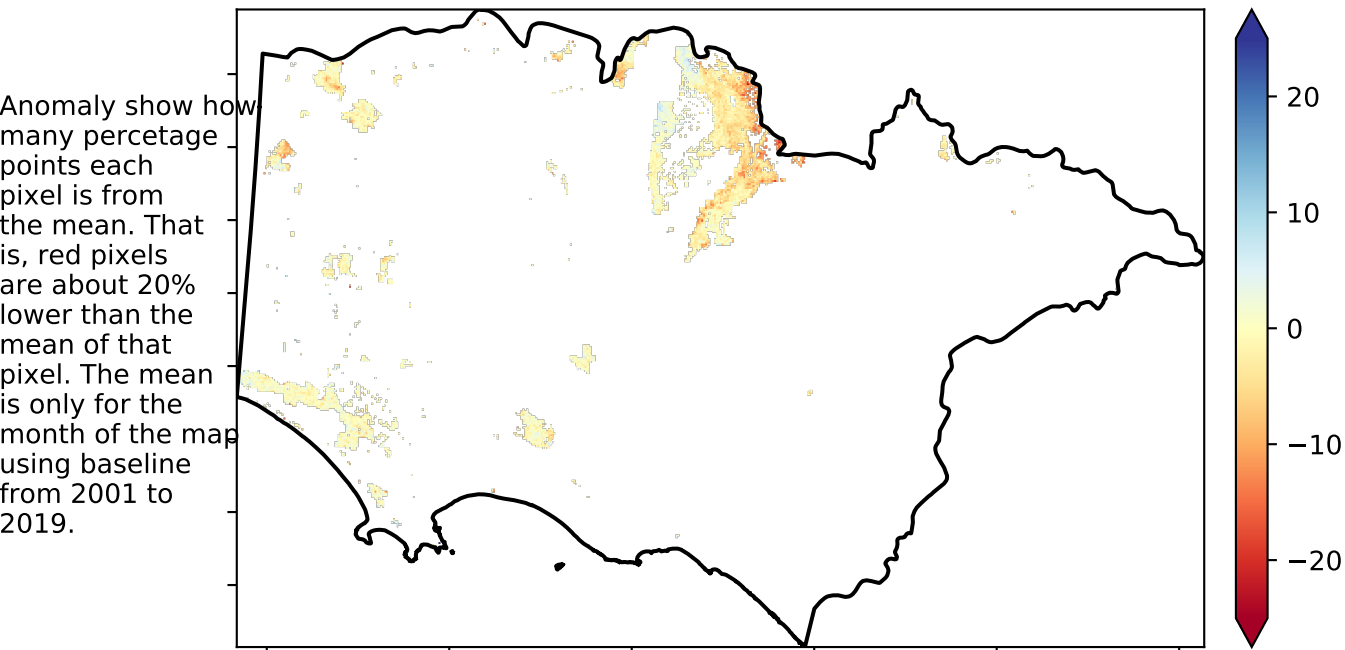 Anomaly show how
many percetage
points each
pixel is from
the mean. That
is, red pixels
are about 20%
lower than the
mean of that
pixel. The mean
is only for the
month of the map
using baseline
from 2001 to
2019.
20
10
0
−10
−20